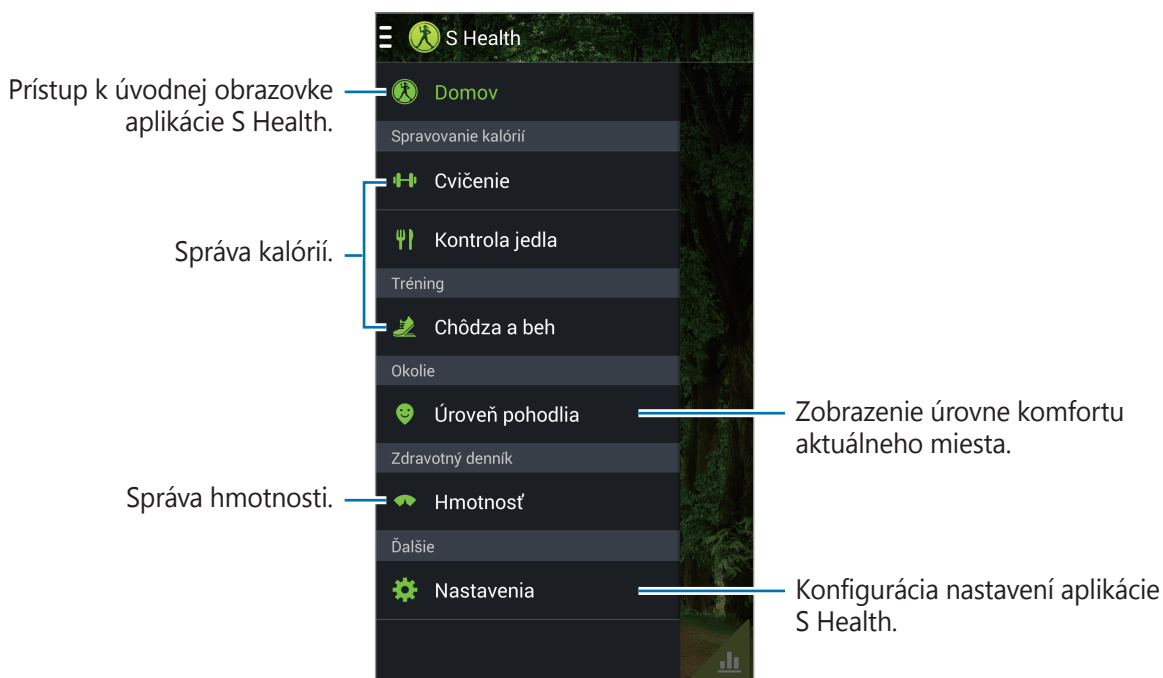 S Health
Prístup k úvodnej obrazovke
aplikácie S Health.
Domov
Spravovanie kalórií
Cvičenie
Správa kalórií.
Kontrola jedla
Tréning
Chôdza a beh
Okolie
Úroveň pohodlia
Zobrazenie úrovne komfortu
aktuálneho miesta.
Zdravotný denník
Správa hmotnosti.
Hmotnosť
Ďalšie
Nastavenia
Konfigurácia nastavení aplikácie
S Health.